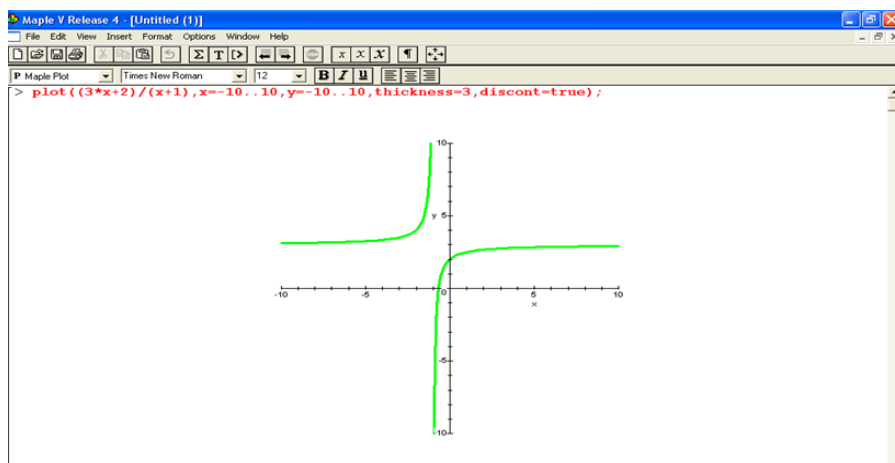 Maple V Release 4 - [Untitled (1)]
File Edit View Insert Format Options Window Help
Σ T [> x x x ¶
P Maple Plot Times New Roman 12 B I U
> plot((3*x+2)/(x+1),x=-10..10,y=-10..10,thickness=3,discont=true);
10
y 5
-10 -5 0 5 10
x
-5
-10